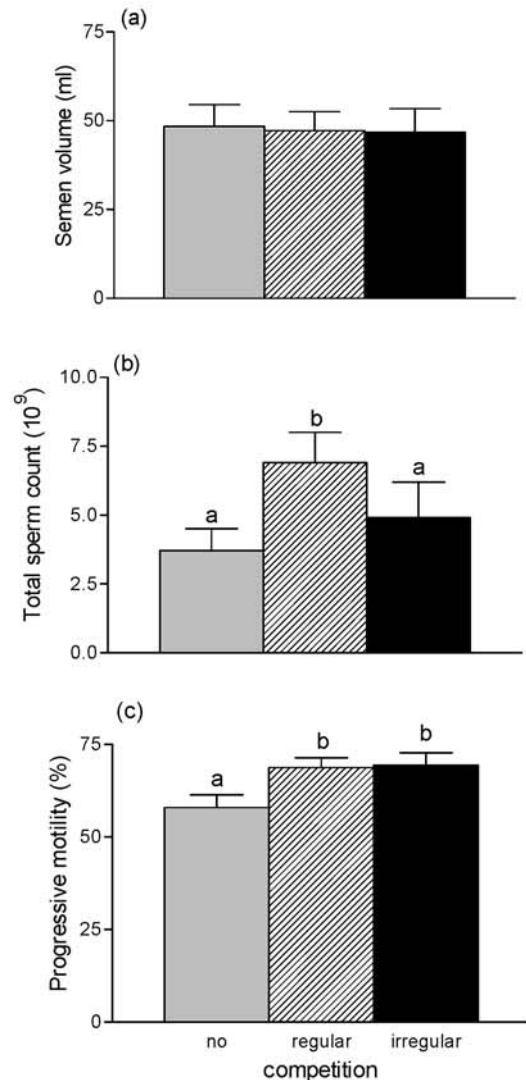 (a)
Semen volume (ml)
75
50
25
0
(b)
Total sperm count (10⁹)
10.0
7.5
5.0
2.5
0.0
a
b
a
(c)
Progressive motility (%)
75
50
25
0
a
b
b
no regular irregular
competition